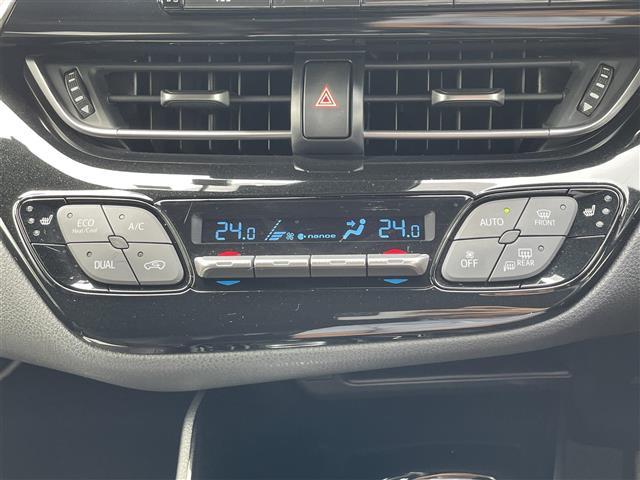 24.0 nanoe 24.0
ECO
Heat/Cool
A/C
DUAL
AUTO
FRONT
OFF
REAR